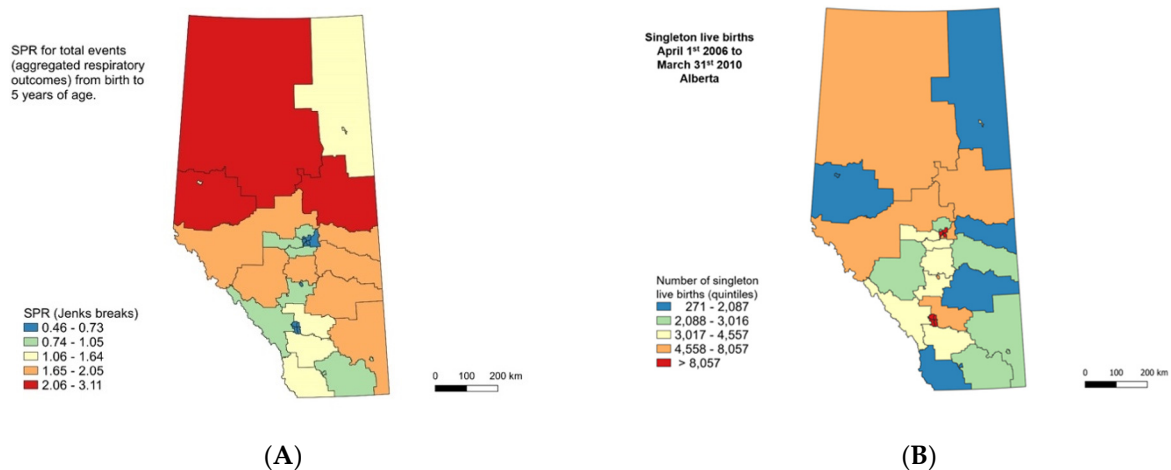 SPR for total events
(aggregated respiratory
outcomes) from birth to
5 years of age.
SPR (Jenks breaks)
0.46 - 0.73
0.74 - 1.05
1.06 - 1.64
1.65 - 2.05
2.06 - 3.11
0 100 200 km
(A)
Singleton live births
April 1st 2006 to
March 31st 2010
Alberta
Number of singleton
live births (quintiles)
271 - 2,087
2,088 - 3,016
3,017 - 4,557
4,558 - 8,057
> 8,057
0 100 200 km
(B)